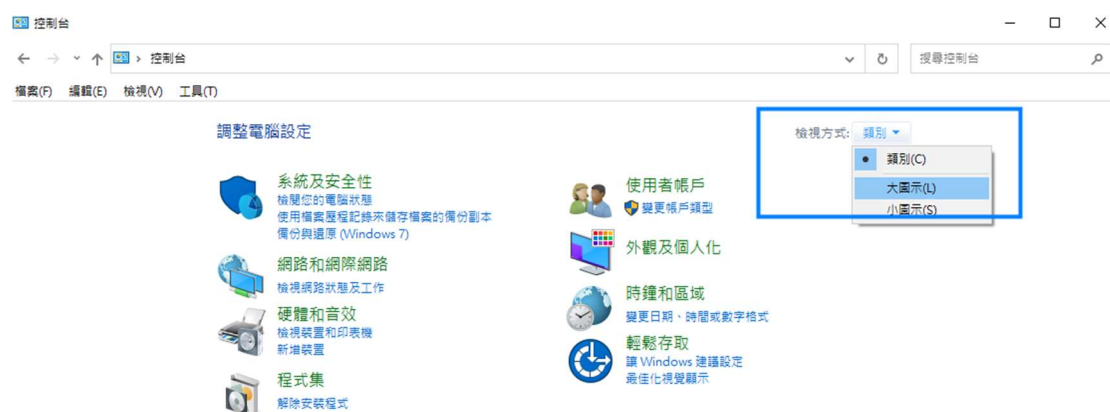 控制台
控制台
搜尋控制台
檔案(F) 編輯(E) 檢視(V) 工具(T)
調整電腦設定
檢視方式: 類別
類別(C)
大圖示(L)
小圖示(S)
系統及安全性
檢閱您的電腦狀態
使用檔案歷程記錄來儲存檔案的備份副本
備份與還原 (Windows 7)
網路和網際網路
檢視網路狀態及工作
硬體和音效
檢視裝置和印表機
新增裝置
程式集
解除安裝程式
使用者帳戶
變更帳戶類型
外觀及個人化
時鐘和區域
變更日期、時間或數字格式
輕鬆存取
讓 Windows 建議設定
最佳化視覺顯示